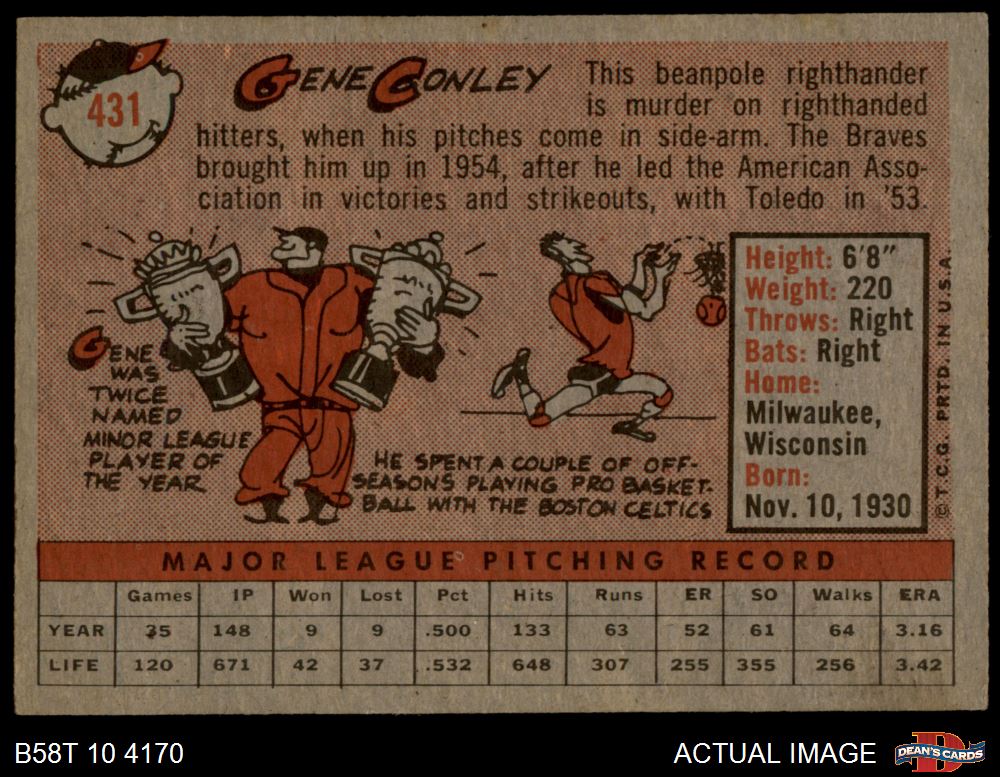 431
GENE CONLEY
This beanpole righthander
is murder on righthanded
hitters, when his pitches come in side-arm. The Braves
brought him up in 1954, after he led the American Asso-
ciation in victories and strikeouts, with Toledo in '53.
GENE
WAS
TWICE
NAMED
MINOR LEAGUE
PLAYER OF
THE YEAR
HE SPENT A COUPLE OF OFF-
SEASONS PLAYING PRO BASKET-
BALL WITH THE BOSTON CELTICS
Height: 6'8"
Weight: 220
Throws: Right
Bats: Right
Home:
Milwaukee,
Wisconsin
Born:
Nov. 10, 1930
© T.C.G. PRTD. IN U.S.A.
MAJOR LEAGUE PITCHING RECORD
Games IP Won Lost Pct Hits Runs ER SO Walks ERA
YEAR 35 148 9 9 .500 133 63 52 61 64 3.16
LIFE 120 671 42 37 .532 648 307 255 355 256 3.42
B58T 10 4170
ACTUAL IMAGE
DEAN'S CARDS